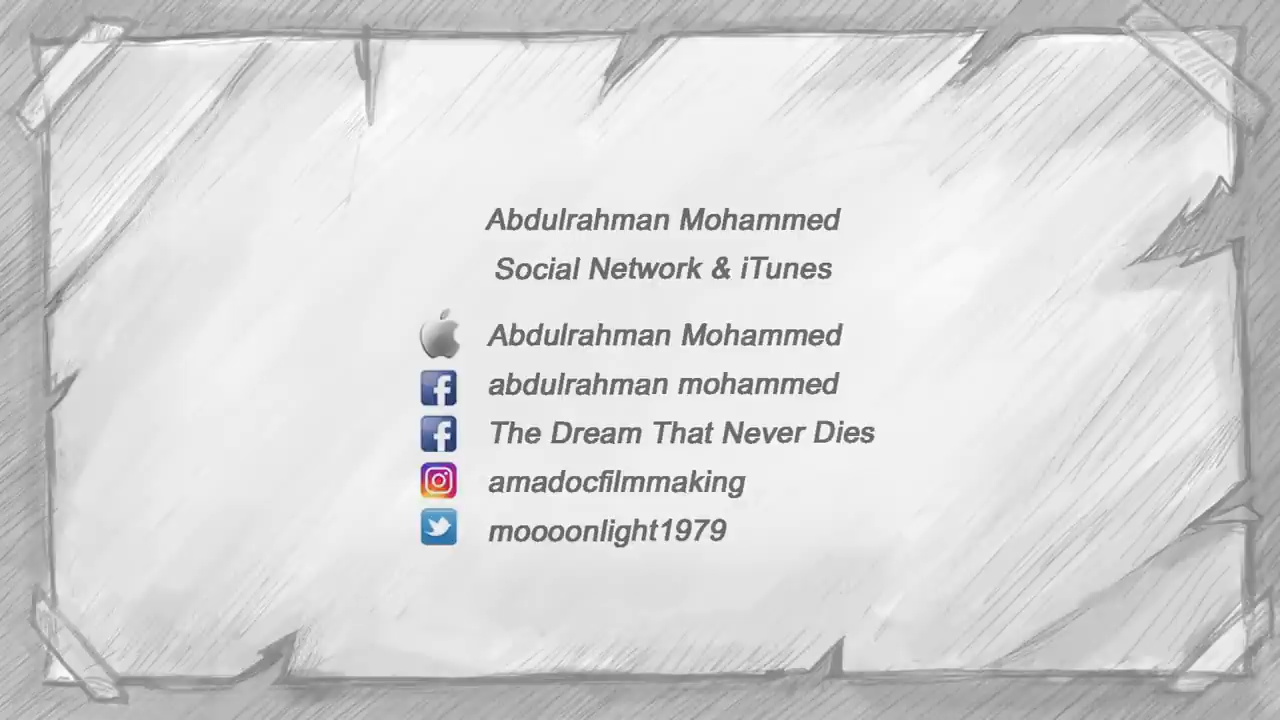 Abdulrahman Mohammed
Social Network & iTunes
Abdulrahman Mohammed
abdulrahman mohammed
The Dream That Never Dies
amadocfilmmaking
moooonlight1979